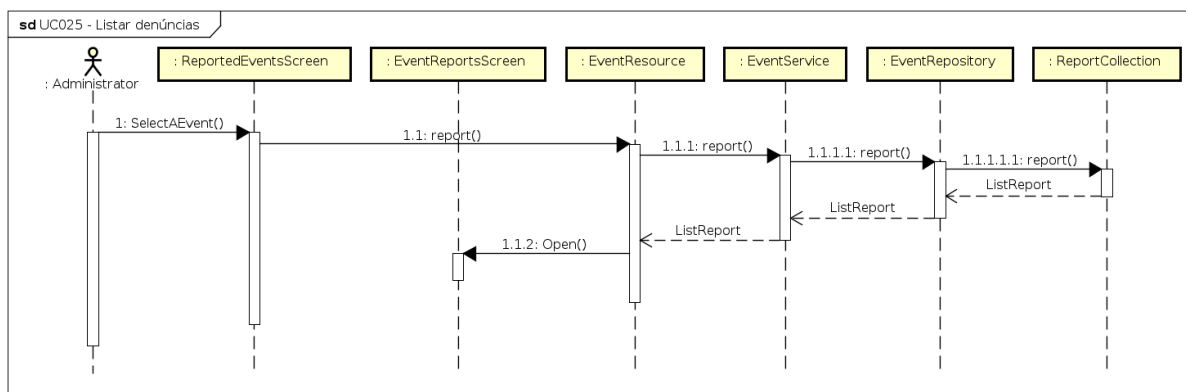 sd UC025 - Listar denúncias
: Administrator
: ReportedEventsScreen
: EventReportsScreen
: EventResource
: EventService
: EventRepository
: ReportCollection
1: SelectAEvent()
1.1: report()
1.1.1: report()
1.1.1.1: report()
1.1.1.1.1: report()
ListReport
ListReport
ListReport
1.1.2: Open()